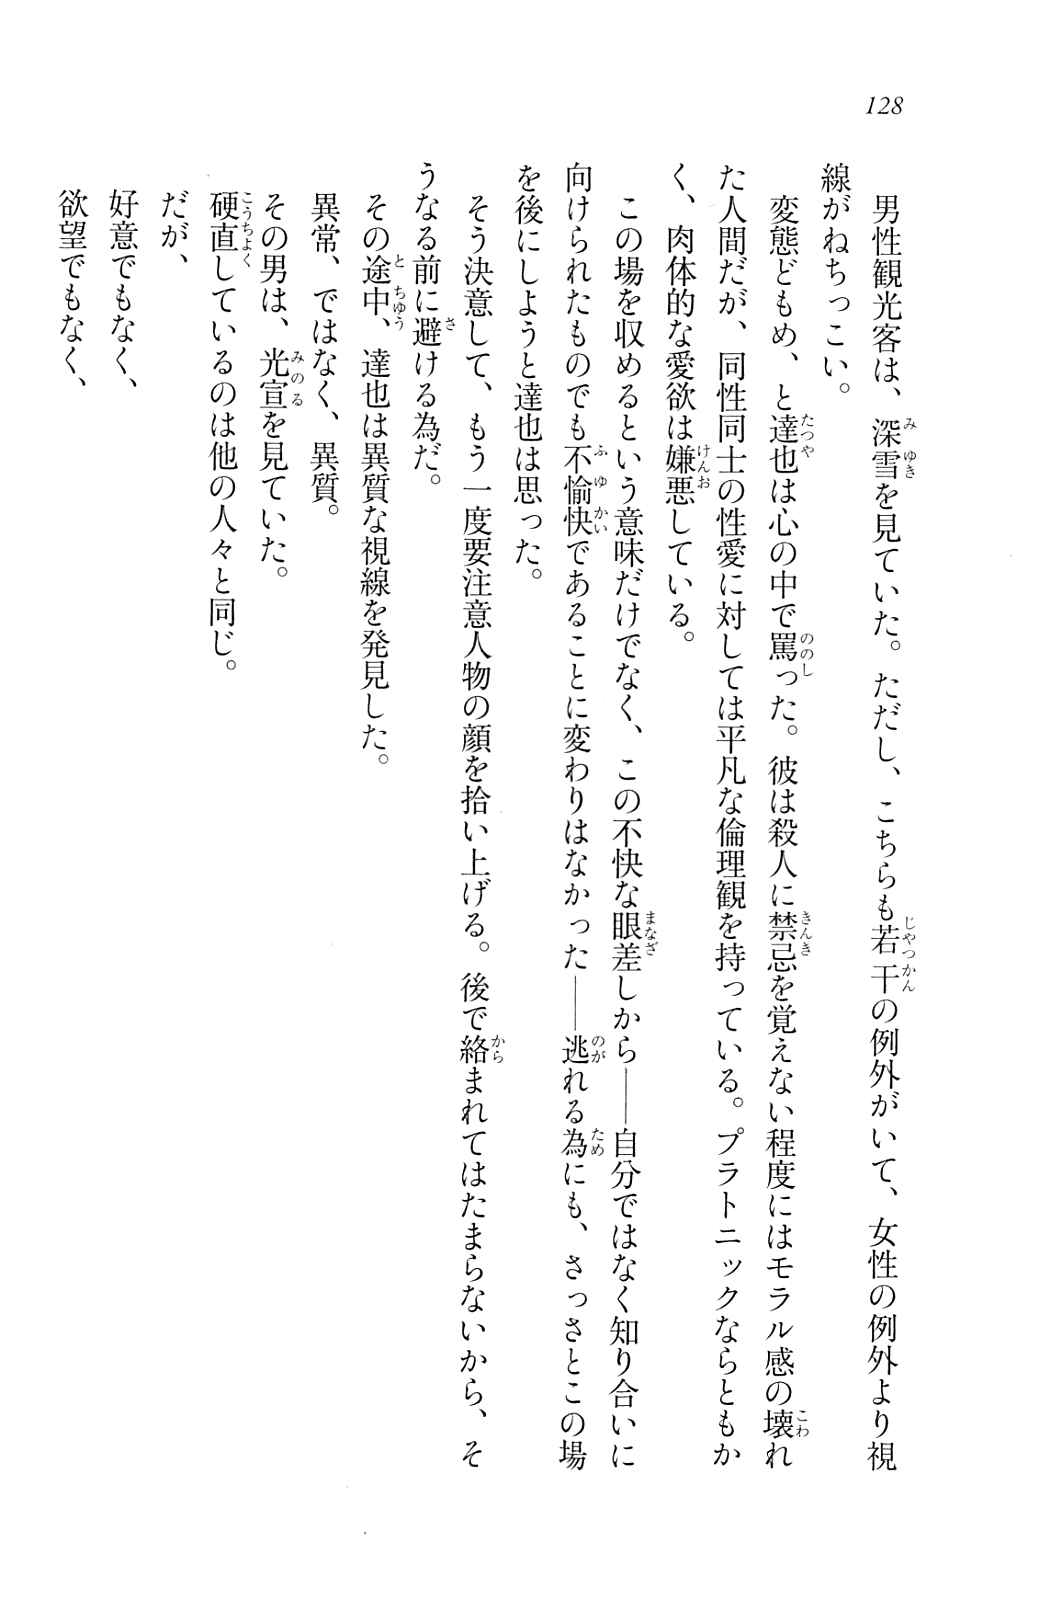 128
男性観光客は、深雪を見ていた。ただし、こちらも若干の例外がいて、女性の例外より視
線がねちっこい。
変態どもめ、と達也は心の中で罵った。彼は殺人に禁忌を覚えない程度にはモラル感の壊れ
た人間だが、同性同士の性愛に対しては平凡な倫理観を持っている。プラトニックならともか
く、肉体的な愛欲は嫌悪している。
この場を収めるという意味だけでなく、この不快な眼差しから――自分ではなく知り合いに
向けられたものでも不愉快であることに変わりはなかった――逃れる為にも、さっさとこの場
を後にしようと達也は思った。
そう決意して、もう一度要注意人物の顔を拾い上げる。後で絡まれてはたまらないから、そ
うなる前に避ける為だ。
その途中、達也は異質な視線を発見した。
異常、ではなく、異質。
その男は、光宣を見ていた。
硬直しているのは他の人々と同じ。
だが、
好意でもなく、
欲望でもなく、